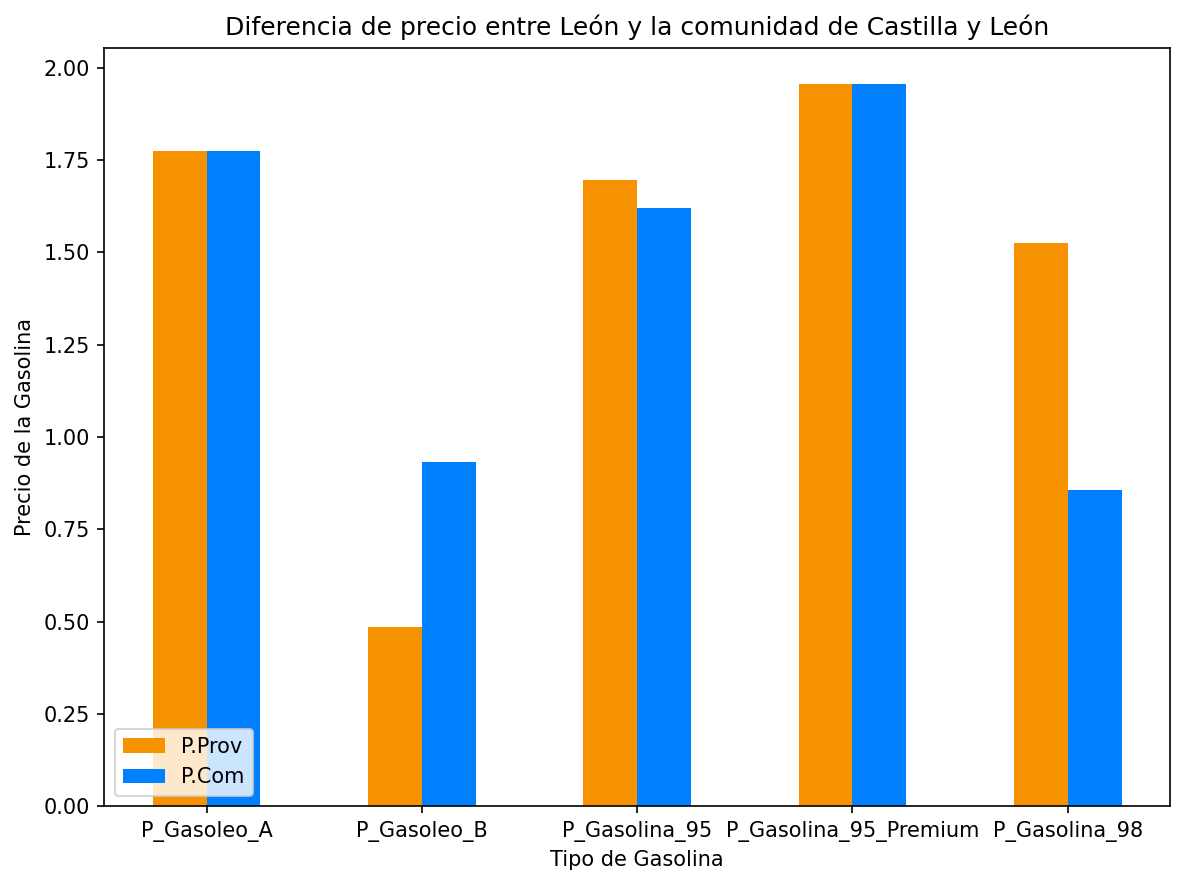 Diferencia de precio entre León y la comunidad de Castilla y León
2.00
1.75
1.50
1.25
1.00
0.75
0.50
0.25
0.00
Precio de la Gasolina
P.Prov
P.Com
P_Gasoleo_A P_Gasoleo_B P_Gasolina_95 P_Gasolina_95_Premium P_Gasolina_98
Tipo de Gasolina